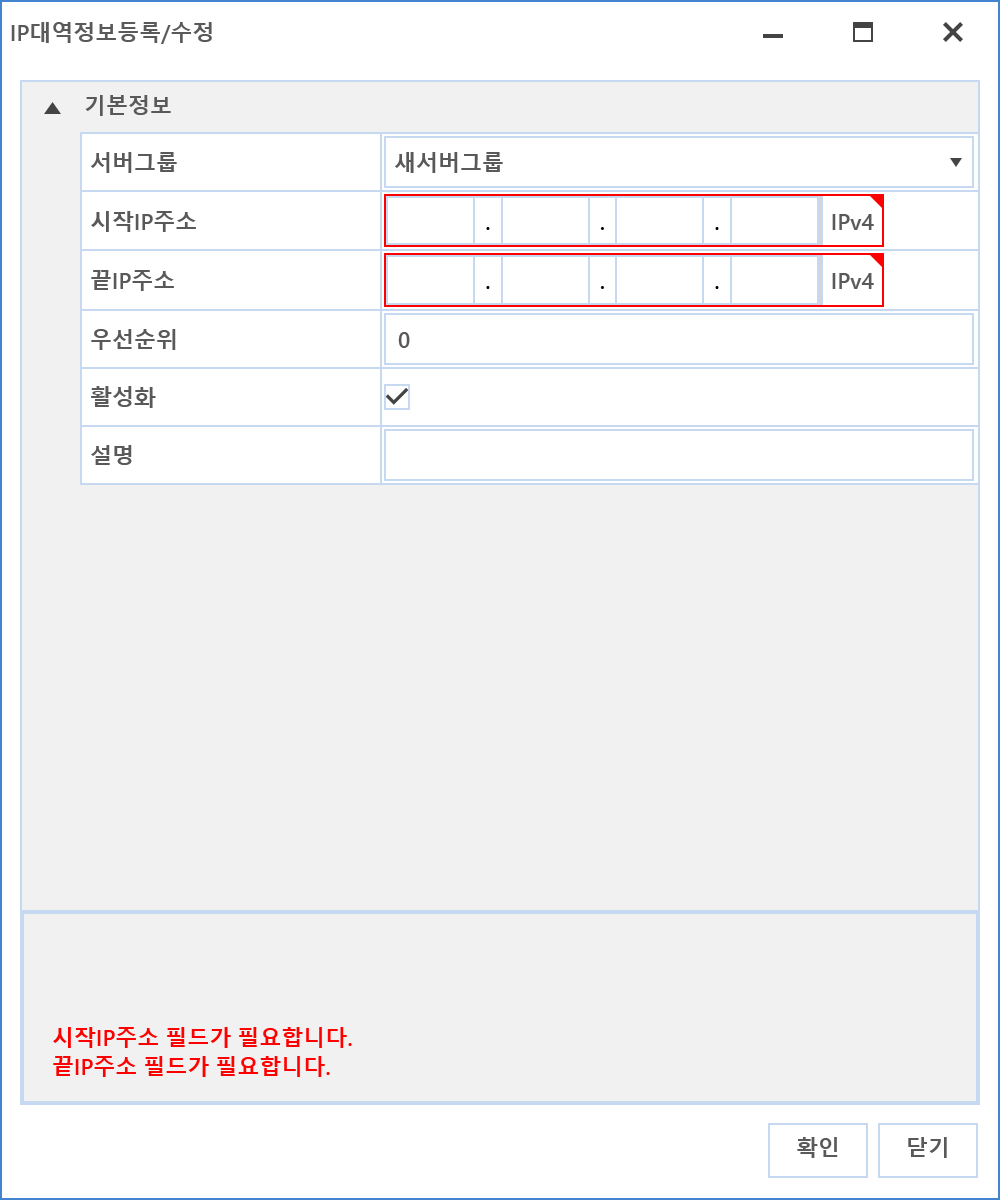 IP대역정보등록/수정
기본정보
서버그룹 새서버그룹
시작IP주소 . . . IPv4
끝IP주소 . . . IPv4
우선순위 0
활성화
설명
시작IP주소 필드가 필요합니다.
끝IP주소 필드가 필요합니다.
확인 닫기